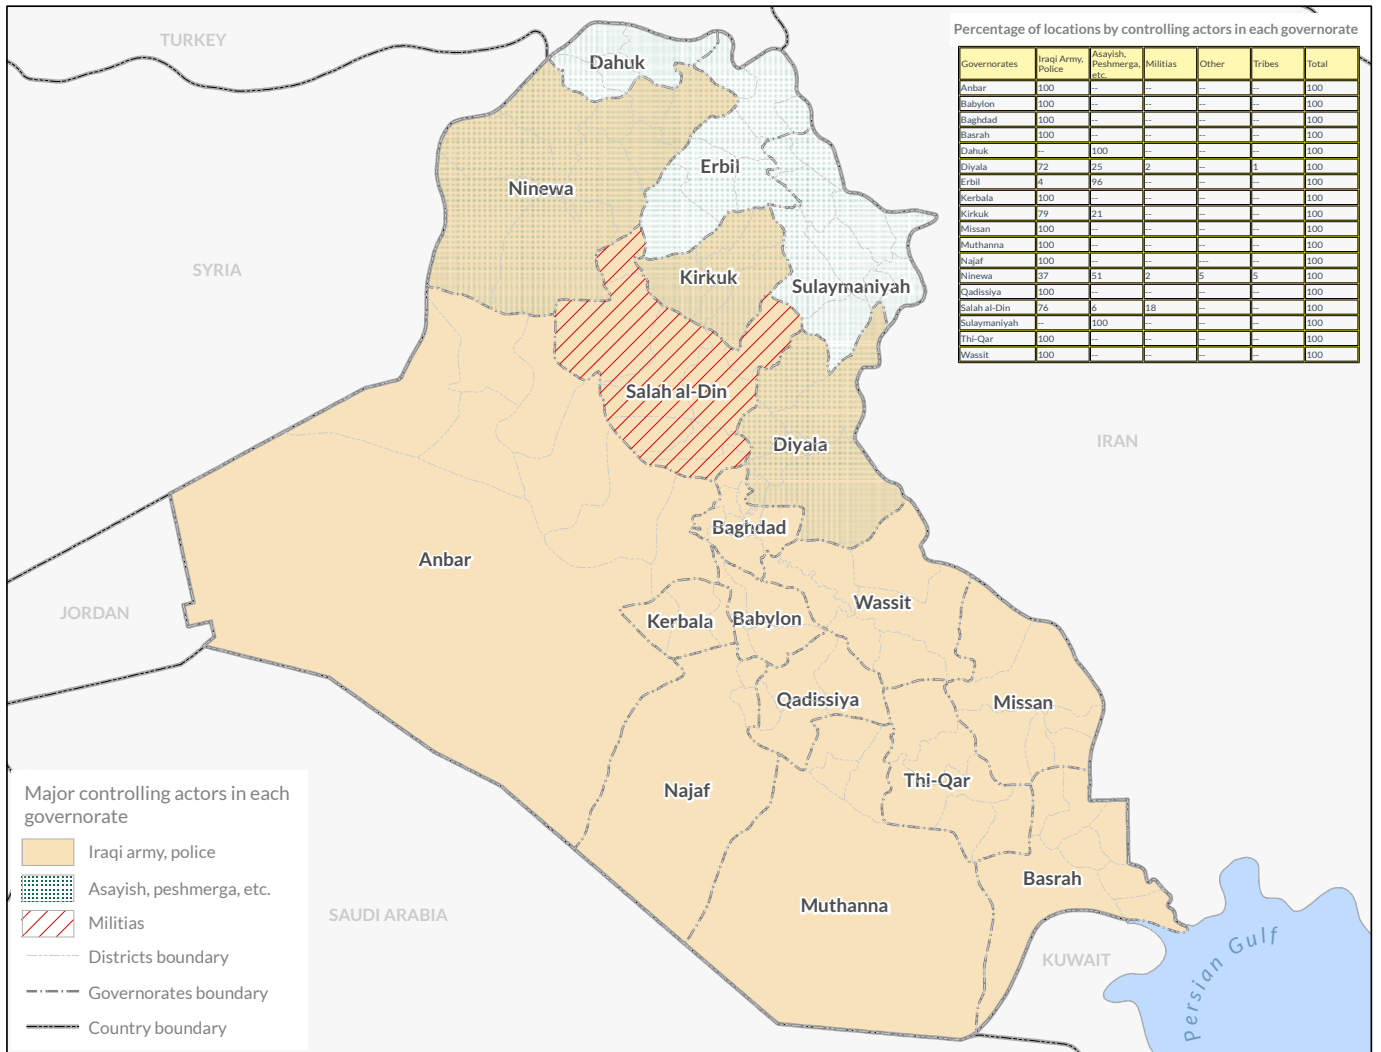 Percentage of locations by controlling actors in each governorate
Governorates Iraqi Army, Police Asayish, Peshmerga, etc. Militias Other Tribes Total
Anbar 100 -- -- -- -- 100
Babylon 100 -- -- -- -- 100
Baghdad 100 -- -- -- -- 100
Basrah 100 -- -- -- -- 100
Dahuk -- 100 -- -- -- 100
Diyala 72 25 2 -- 1 100
Erbil 4 96 -- -- -- 100
Kerbala 100 -- -- -- -- 100
Kirkuk 79 21 -- -- -- 100
Missan 100 -- -- -- -- 100
Muthanna 100 -- -- -- -- 100
Najaf 100 -- -- --- -- 100
Ninewa 37 51 2 5 5 100
Qadissiya 100 -- -- -- -- 100
Salah al-Din 76 6 18 -- -- 100
Sulaymaniyah -- 100 -- -- -- 100
Thi-Qar 100 -- -- -- -- 100
Wassit 100 -- -- -- -- 100
TURKEY
Dahuk
Erbil
Ninewa
SYRIA
Kirkuk
Sulaymaniyah
Salah al-Din
IRAN
Diyala
Baghdad
Anbar
JORDAN
Wassit
Kerbala
Babylon
Qadissiya
Missan
Najaf
Thi-Qar
Basrah
Muthanna
SAUDI ARABIA
KUWAIT
Persian Gulf
Major controlling actors in each
governorate
Iraqi army, police
Asayish, peshmerga, etc.
Militias
Districts boundary
Governorates boundary
Country boundary